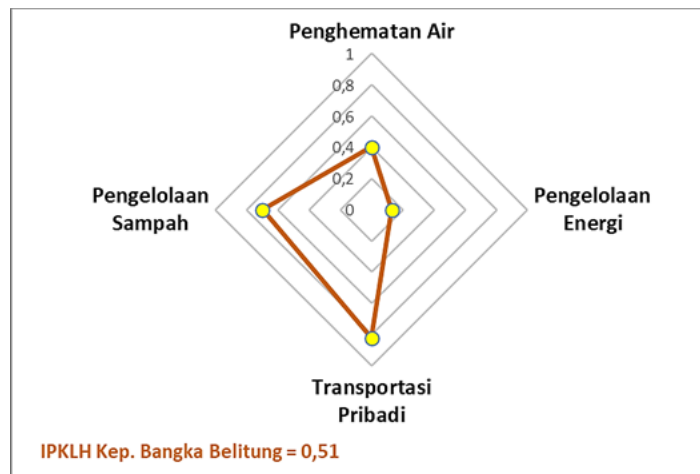 Penghematan Air
1
0,8
0,6
0,4
0,2
0
Pengelolaan
Sampah
Pengelolaan
Energi
Transportasi
Pribadi
IPKLH Kep. Bangka Belitung = 0,51